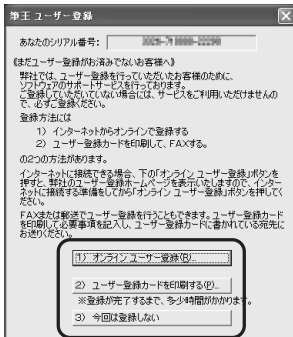 筆王 ユーザー登録
あなたのシリアル番号：
《まだユーザー登録がお済みでないお客様へ》
弊社では、ユーザー登録を行っていただいたお客様のために、
ソフトウェアのサポートサービスを行っております。
ご登録していただいていない場合には、サービスをご利用いただけませんの
で、必ずご登録ください。
登録方法には
1） インターネットからオンラインで登録する
2） ユーザー登録カードを印刷して、FAXする。
の2つの方法があります。
インターネットに接続できる場合、下の「オンライン ユーザー登録」ボタンを
押すと、弊社のユーザー登録ホームページを表示いたしますので、インター
ネットに接続する準備をしてから「オンライン ユーザー登録」ボタンを押してく
ださい。
FAXまたは郵送でユーザー登録を行うこともできます。ユーザー登録カード
を印刷して必要事項を記入し、ユーザー登録カードに書かれている宛先に
お送りください。
1） オンライン ユーザー登録(R)...
2） ユーザー登録カードを印刷する(P)...
※登録が完了するまで、多少時間がかかります。
3） 今回は登録しない